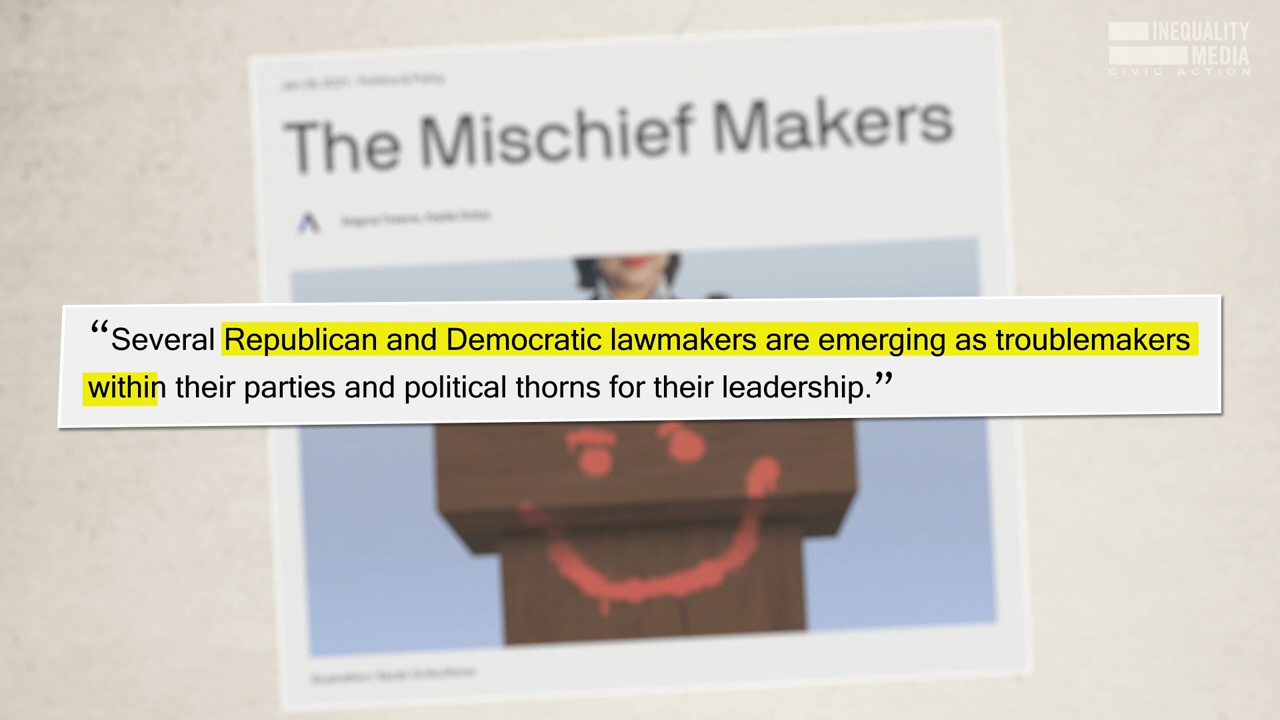 INEQUALITY
MEDIA
CIVIC ACTION
The Mischief Makers
“Several Republican and Democratic lawmakers are emerging as troublemakers
within their parties and political thorns for their leadership.”